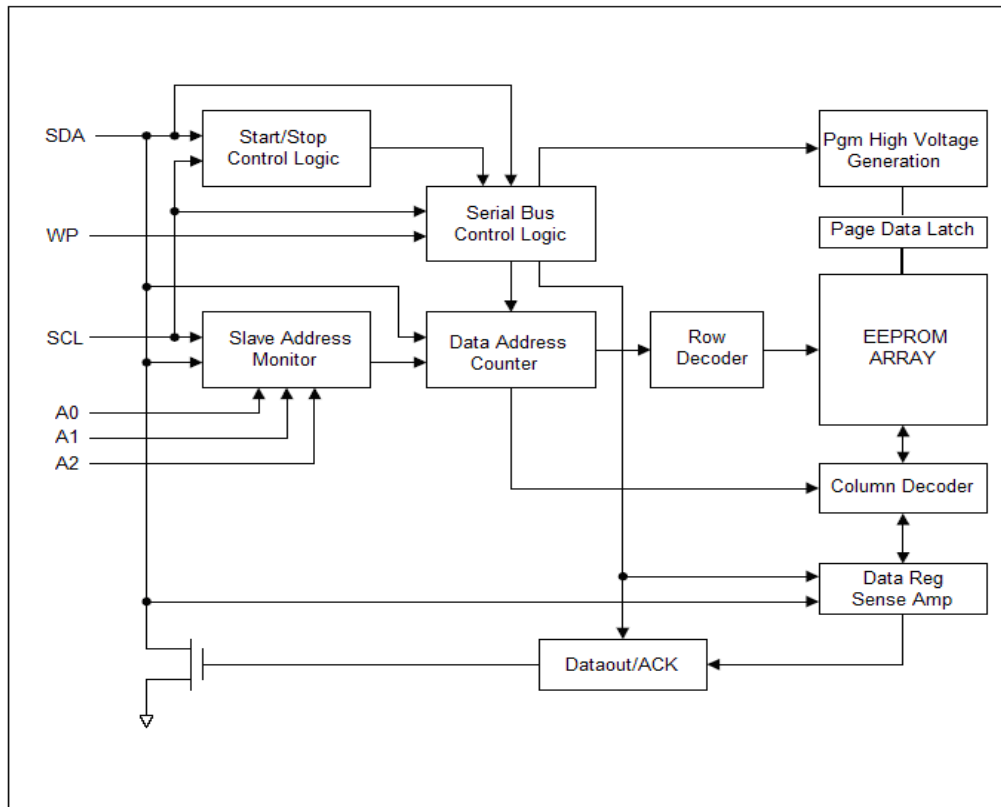 SDA
Start/Stop
Control Logic
Pgm High Voltage
Generation
WP
Serial Bus
Control Logic
Page Data Latch
SCL
Slave Address
Monitor
Data Address
Counter
Row
Decoder
EEPROM
ARRAY
A0
A1
A2
Column Decoder
Data Reg
Sense Amp
Dataout/ACK